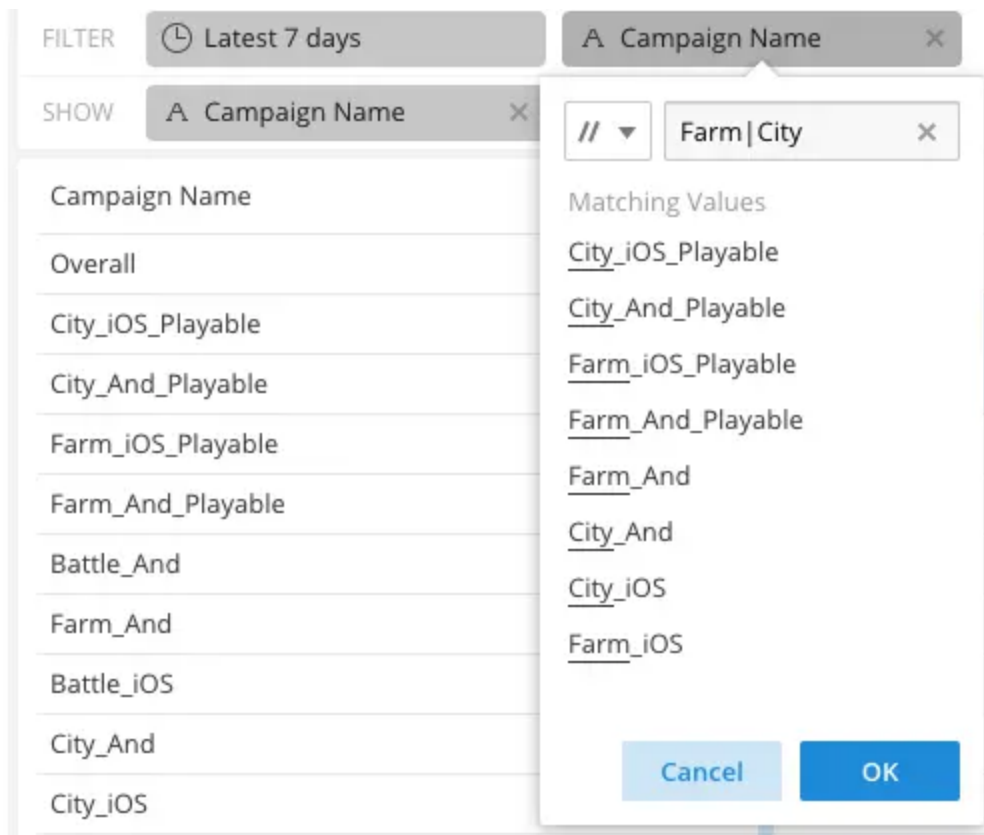 FILTER Latest 7 days A Campaign Name ×
SHOW A Campaign Name ×
// Farm|City ×
Matching Values
City_iOS_Playable
City_And_Playable
Farm_iOS_Playable
Farm_And_Playable
Farm_And
City_And
City_iOS
Farm_iOS
Cancel OK
Campaign Name
Overall
City_iOS_Playable
City_And_Playable
Farm_iOS_Playable
Farm_And_Playable
Battle_And
Farm_And
Battle_iOS
City_And
City_iOS